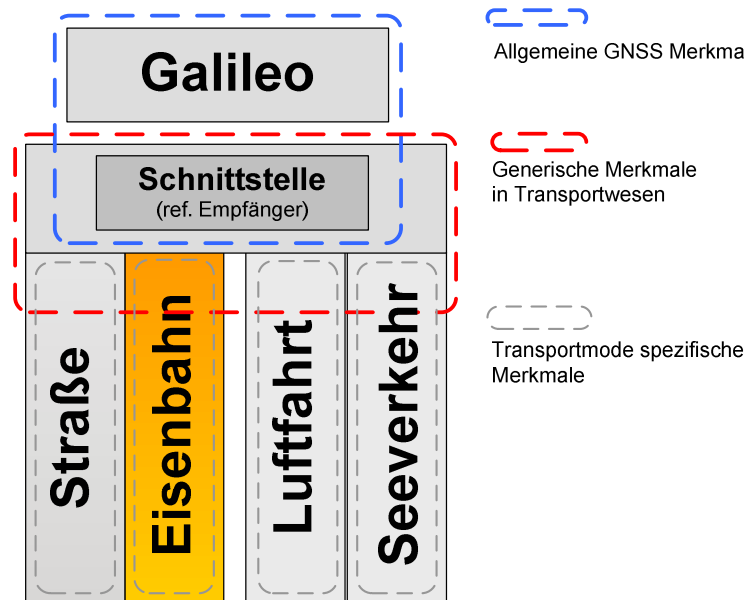 Galileo
Allgemeine GNSS Merkma
Schnittstelle
(ref. Empfänger)
Generische Merkmale
in Transportwesen
Transportmode spezifische
Merkmale
Straße
Eisenbahn
Luftfahrt
Seeverkehr